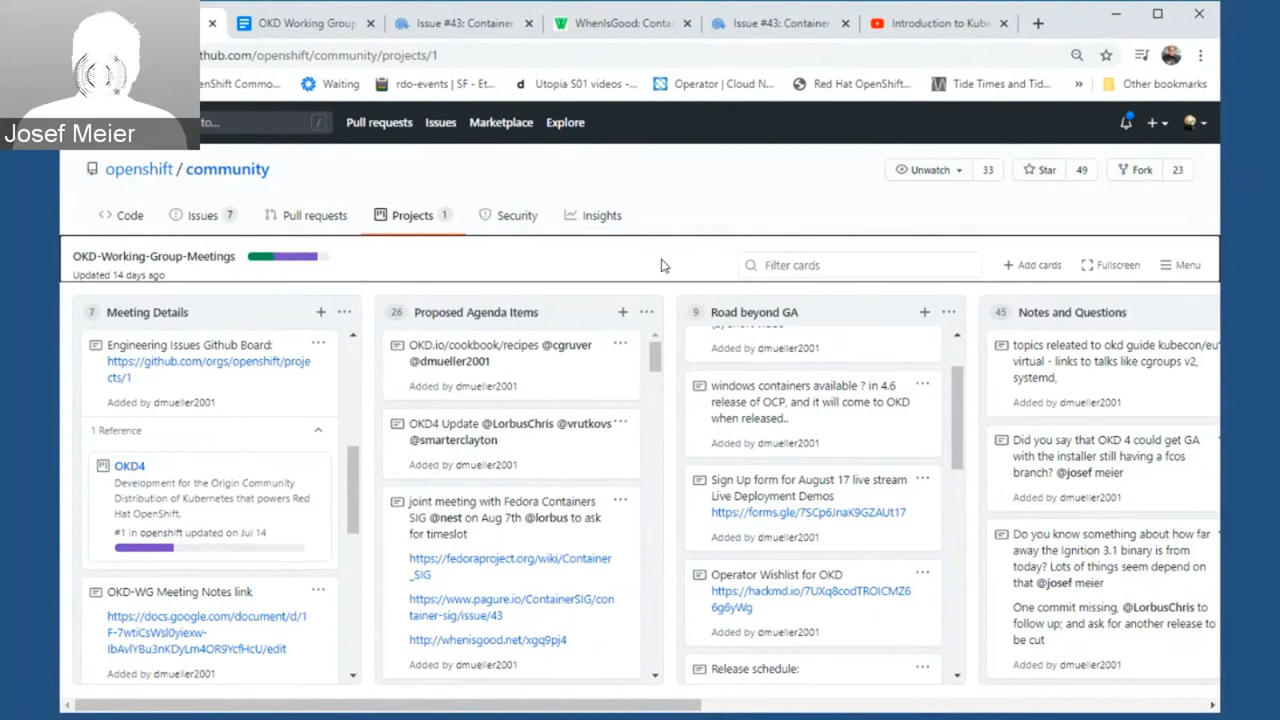 OKD Working Group
Issue #43: Container
WhenIsGood: Conta
Issue #43: Container
Introduction to Kube
thub.com/openshift/community/projects/1
enShift Commo...
Waiting
rdo-events | SF - Et...
Utopia S01 videos -...
Operator | Cloud N...
Red Hat OpenShift...
Tide Times and Tid...
»
Other bookmarks
Josef Meier
to...
/
Pull requests
Issues
Marketplace
Explore
openshift / community
Unwatch
33
Star
49
Fork
23
Code
Issues 7
Pull requests
Projects 1
Security
Insights
OKD-Working-Group-Meetings
Updated 14 days ago
Filter cards
+ Add cards
Fullscreen
Menu
7 Meeting Details
Engineering Issues Github Board:
https://github.com/orgs/openshift/proje
cts/1
Added by dmueller2001
1 Reference
OKD4
Development for the Origin Community
Distribution of Kubernetes that powers Red
Hat OpenShift.
#1 in openshift updated on Jul 14
OKD-WG Meeting Notes link
https://docs.google.com/document/d/1
F-7wtiCsWsl0yiexw-
IbAvlYBu3nKDyLm4OR9YcfHcU/edit
Added by dmueller2001
26 Proposed Agenda Items
OKD.io/cookbook/recipes @cgruver
@dmueller2001
Added by dmueller2001
OKD4 Update @LorbusChris @vrutkovs
@smarterclayton
Added by dmueller2001
joint meeting with Fedora Containers
SIG @nest on Aug 7th @lorbus to ask
for timeslot
https://fedoraproject.org/wiki/Container
_SIG
https://www.pagure.io/ContainerSIG/con
tainer-sig/issue/43
http://whenisgood.net/xgq9pj4
Added by dmueller2001
9 Road beyond GA
Added by dmueller2001
windows containers available ? in 4.6
release of OCP, and it will come to OKD
when released..
Added by dmueller2001
Sign Up form for August 17 live stream
Live Deployment Demos
https://forms.gle/7SCp6JnaK9GZAUt17
Added by dmueller2001
Operator Wishlist for OKD
https://hackmd.io/7UXq8codTROICMZ6
6g6yWg
Added by dmueller2001
Release schedule:
45 Notes and Questions
topics releated to okd guide kubecon/eu
virtual - links to talks like cgroups v2,
systemd,
Added by dmueller2001
Did you say that OKD 4 could get GA
with the installer still having a fcos
branch? @josef meier
Added by dmueller2001
Do you know something about how far
away the Ignition 3.1 binary is from
today? Lots of things seem depend on
that @josef meier
One commit missing, @LorbusChris to
follow up; and ask for another release to
be cut
Added by dmueller2001